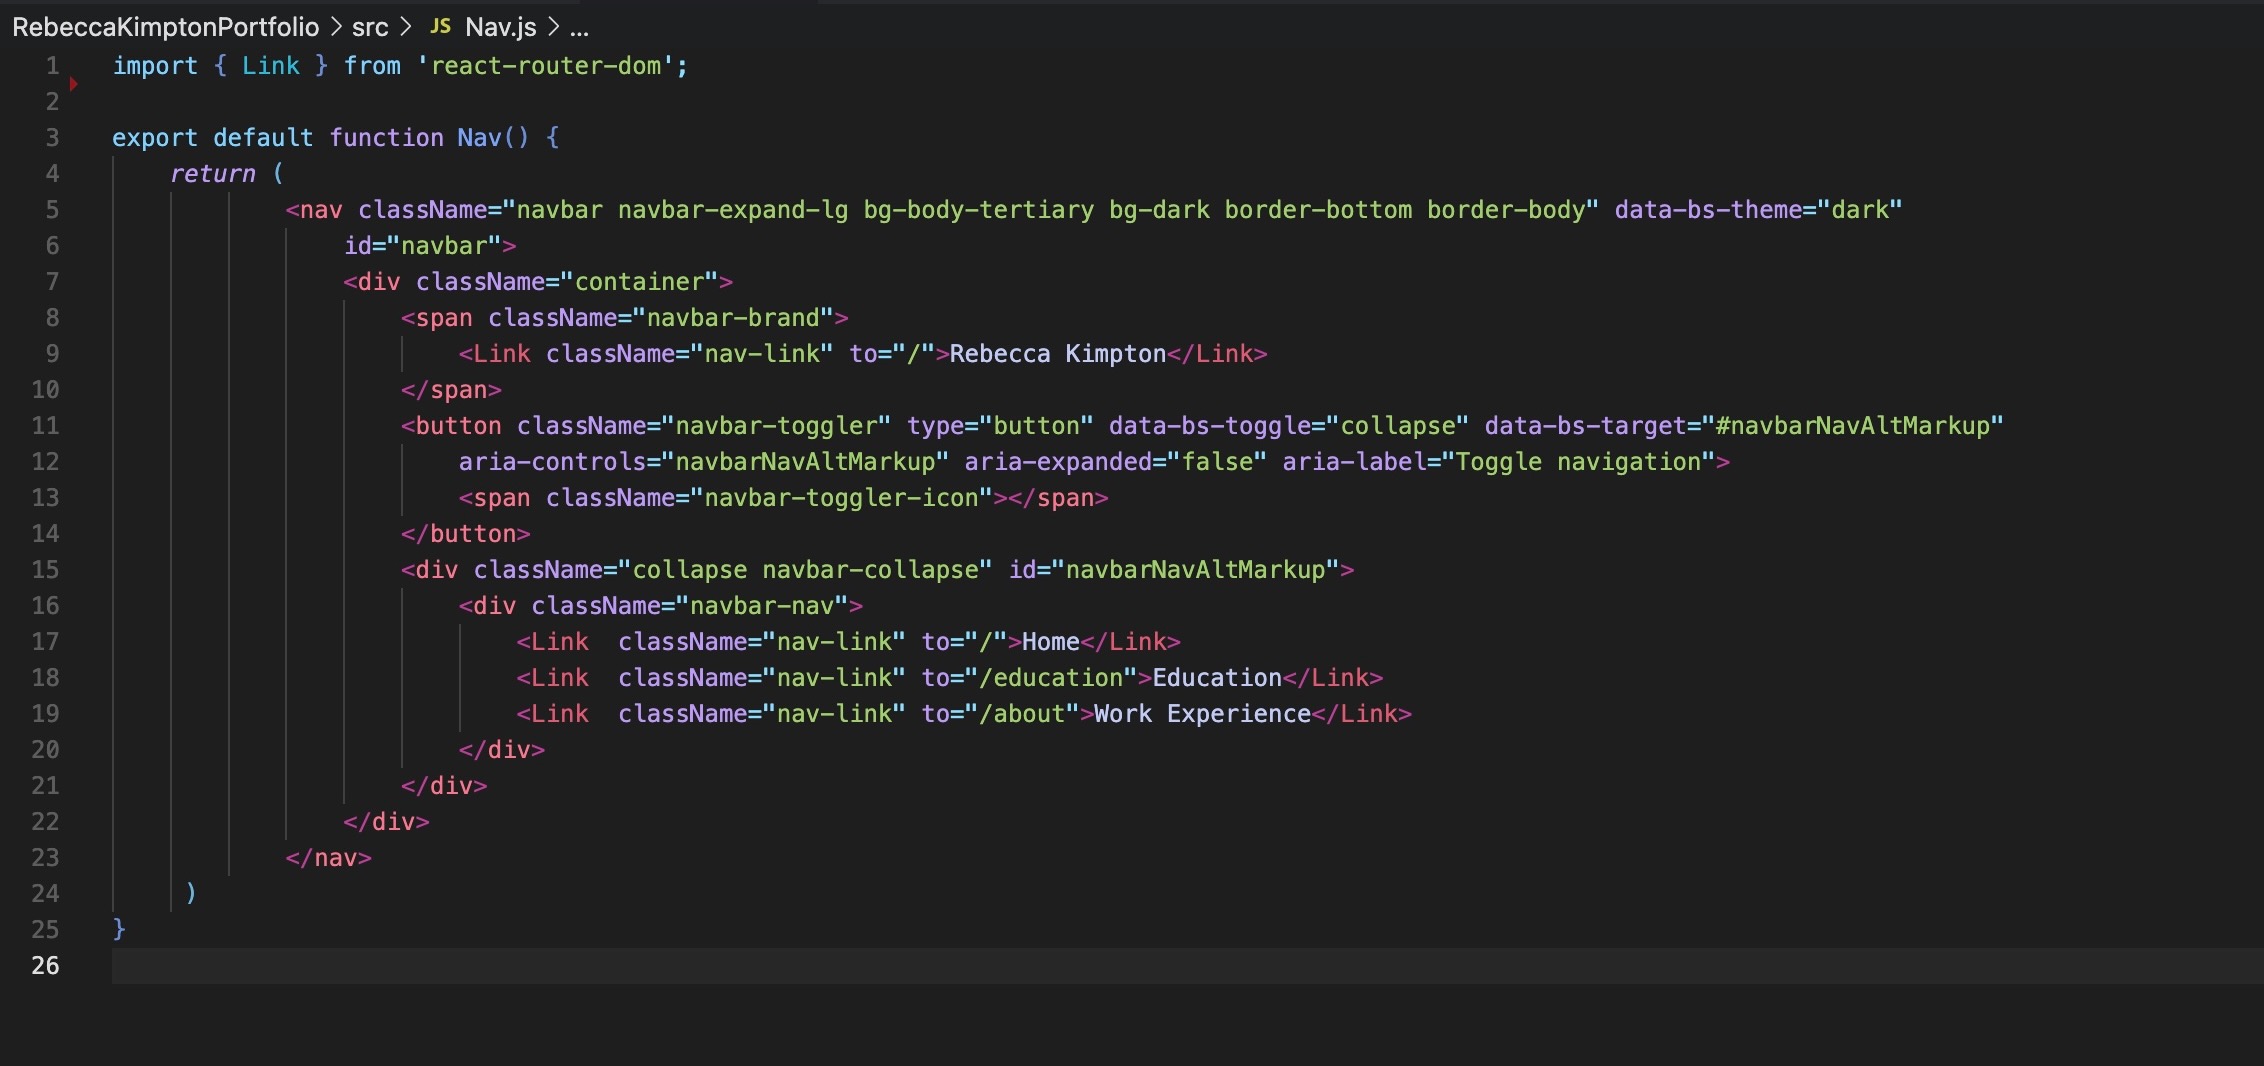 RebeccaKimptonPortfolio > src > JS Nav.js > ...
1 import { Link } from 'react-router-dom';
2
3 export default function Nav() {
4     return (
5             <nav className="navbar navbar-expand-lg bg-body-tertiary bg-dark border-bottom border-body" data-bs-theme="dark"
6                 id="navbar">
7                 <div className="container">
8                     <span className="navbar-brand">
9                         <Link className="nav-link" to="/">Rebecca Kimpton</Link>
10                     </span>
11                     <button className="navbar-toggler" type="button" data-bs-toggle="collapse" data-bs-target="#navbarNavAltMarkup"
12                         aria-controls="navbarNavAltMarkup" aria-expanded="false" aria-label="Toggle navigation">
13                         <span className="navbar-toggler-icon"></span>
14                     </button>
15                     <div className="collapse navbar-collapse" id="navbarNavAltMarkup">
16                         <div className="navbar-nav">
17                             <Link  className="nav-link" to="/">Home</Link>
18                             <Link  className="nav-link" to="/education">Education</Link>
19                             <Link  className="nav-link" to="/about">Work Experience</Link>
20                         </div>
21                     </div>
22                 </div>
23             </nav>
24      )
25 }
26